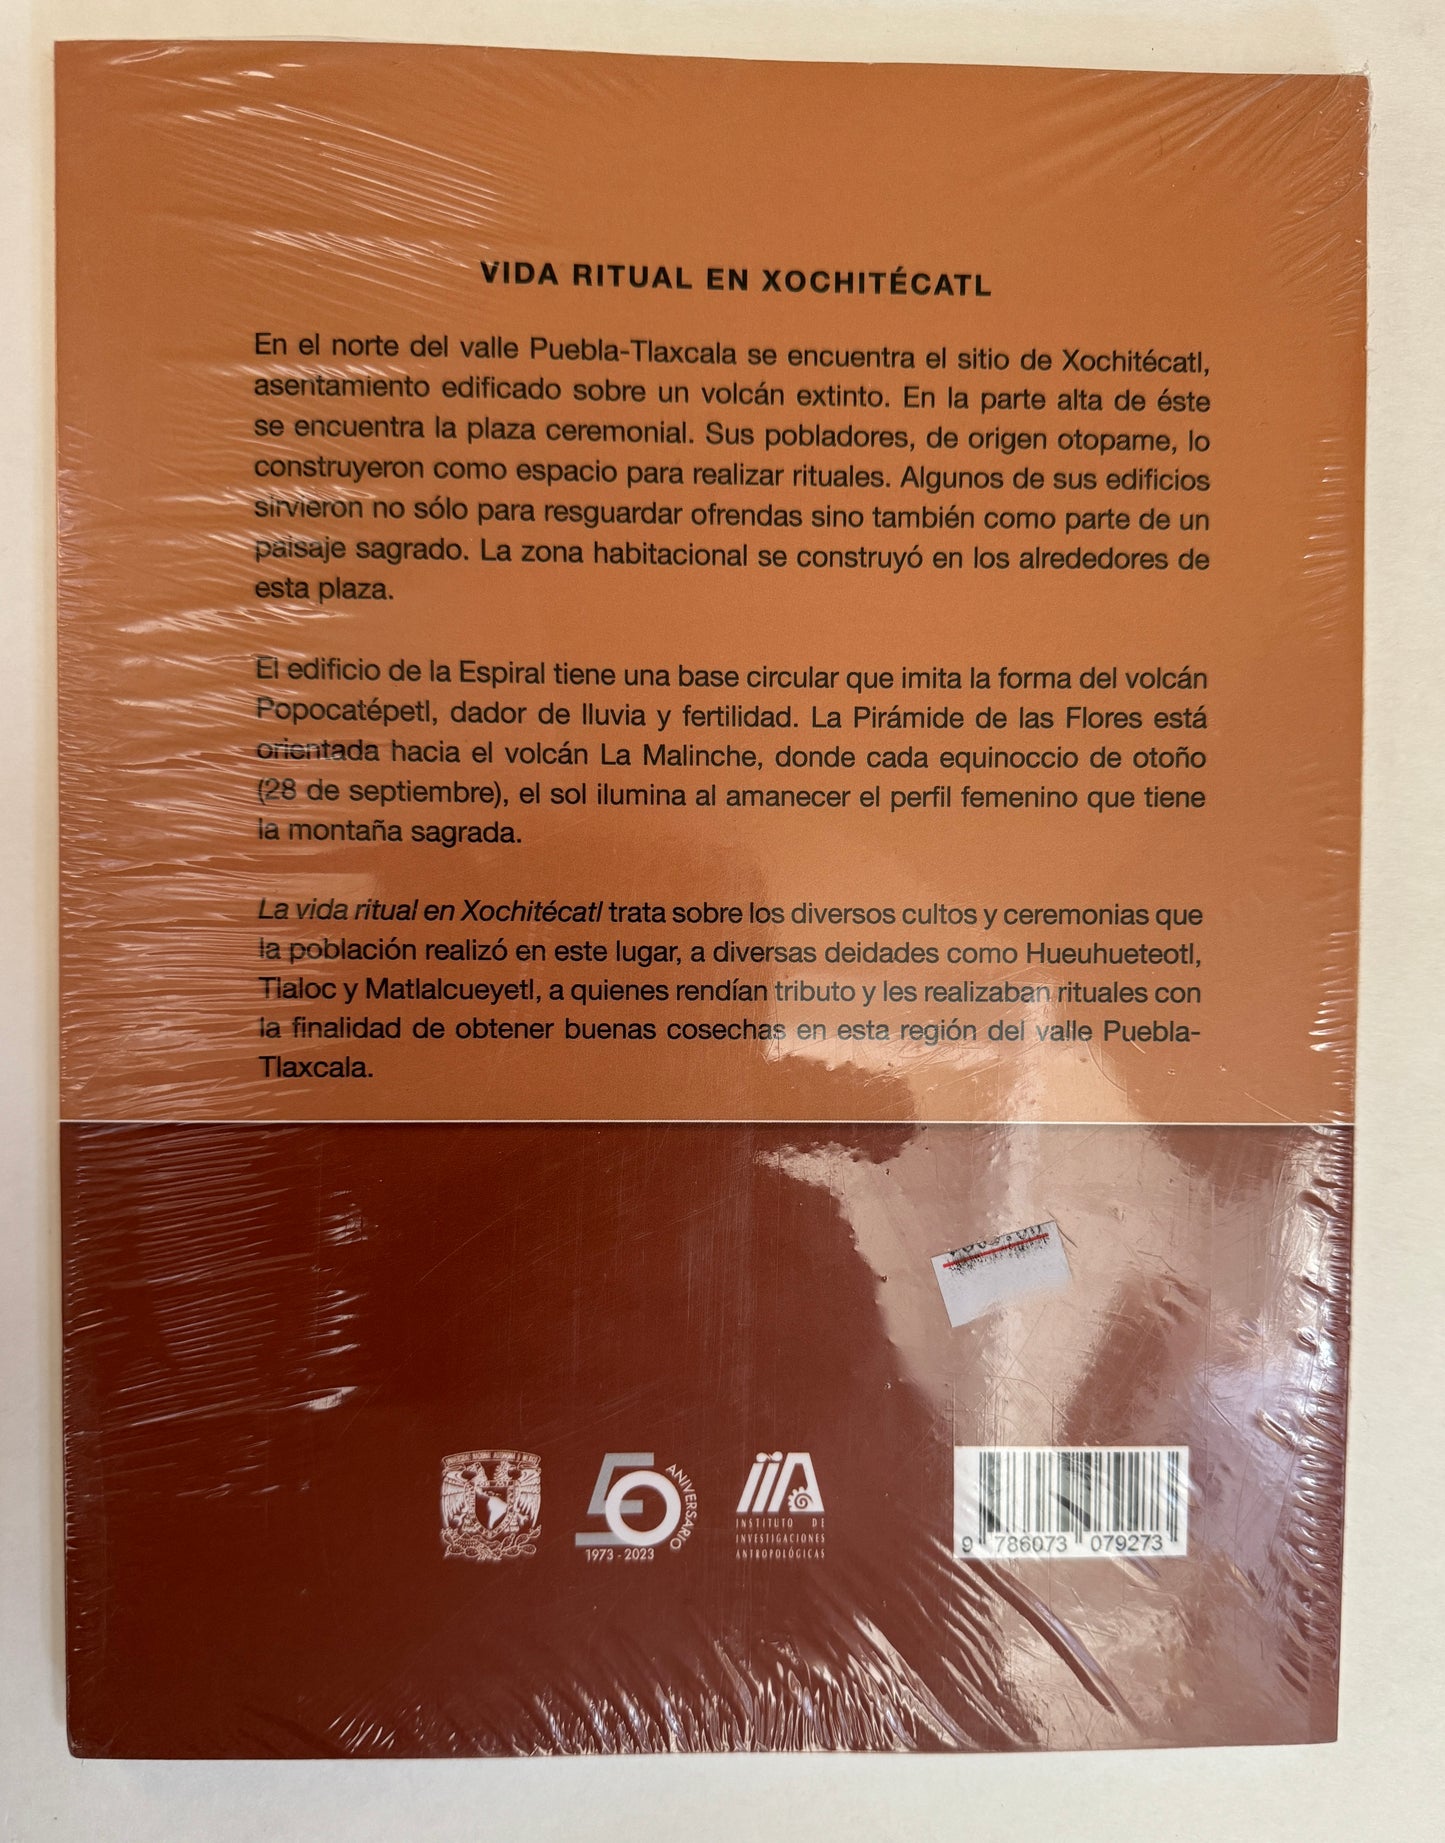 VIDA RITUAL EN XOCHITÉCATL
En el norte del valle Puebla-Tlaxcala se encuentra el sitio de Xochitécatl,
asentamiento edificado sobre un volcán extinto. En la parte alta de éste
se encuentra la plaza ceremonial. Sus pobladores, de origen otopame, lo
construyeron como espacio para realizar rituales. Algunos de sus edificios
sirvieron no sólo para resguardar ofrendas sino también como parte de un
paisaje sagrado. La zona habitacional se construyó en los alrededores de
esta plaza.
El edificio de la Espiral tiene una base circular que imita la forma del volcán
Popocatépetl, dador de lluvia y fertilidad. La Pirámide de las Flores está
orientada hacia el volcán La Malinche, donde cada equinoccio de otoño
(28 de septiembre), el sol ilumina al amanecer el perfil femenino que tiene
la montaña sagrada.
La vida ritual en Xochitécatl trata sobre los diversos cultos y ceremonias que
la población realizó en este lugar, a diversas deidades como Hueuhueteotl,
Tlaloc y Matlalcueyetl, a quienes rendían tributo y les realizaban rituales con
la finalidad de obtener buenas cosechas en esta región del valle Puebla-
Tlaxcala.
50 ANIVERSARIO
1973 - 2023
iiA
INSTITUTO DE
INVESTIGACIONES
ANTROPOLÓGICAS
9 786073 079273